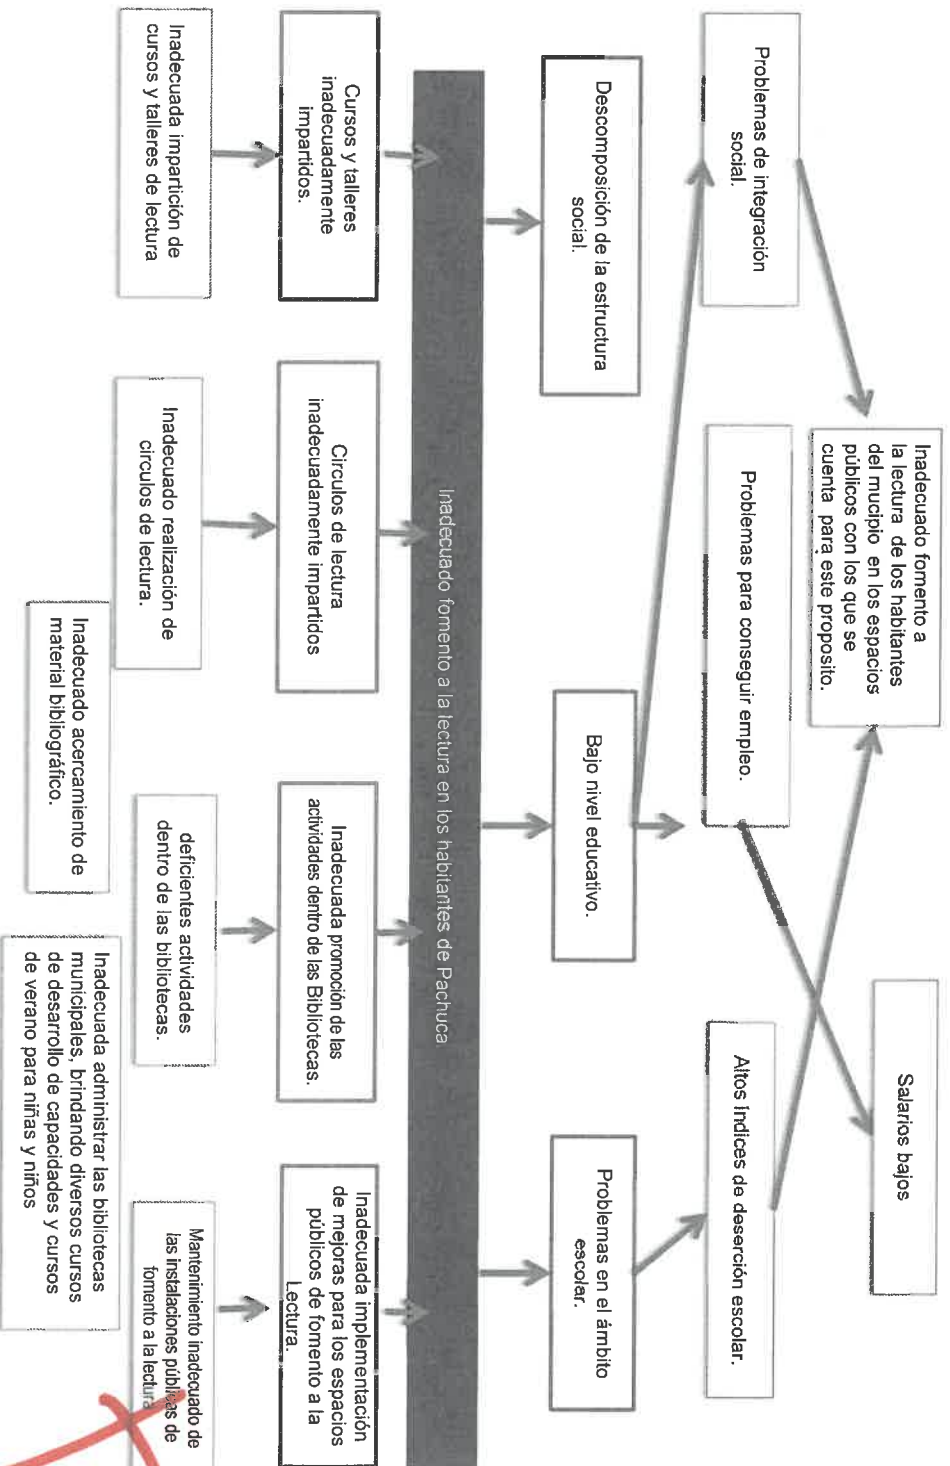 Inadecuado fomento a
la lectura de los habitantes
del mucipio en los espacios
públicos con los que se
cuenta para este proposito.
Salarios bajos
Problemas de integración
social.
Problemas para conseguir empleo.
Altos índices de deserción escolar.
Descomposición de la estructura
social.
Bajo nivel educativo.
Problemas en el ámbito
escolar.
Inadecuado fomento a la lectura en los habitantes de Pachuca
Cursos y talleres
inadecuadamente
impartidos.
Circulos de lectura
inadecuadamente impartidos
Inadecuada promoción de las
actividades dentro de las Bibliotecas.
Inadecuada implementación
de mejoras para los espacios
públicos de fomento a la
Lectura.
Inadecuada impartición de
cursos y talleres de lectura
Inadecuado realización de
circulos de lectura.
deficientes actividades
dentro de las bibliotecas.
Mantenimiento inadecuado de
las instalaciones públicas de
fomento a la lectura
Inadecuado acercamiento de
material bibliográfico.
Inadecuada administrar las bibliotecas
municipales, brindando diversos cursos
de desarrollo de capacidades y cursos
de verano para niñas y niños